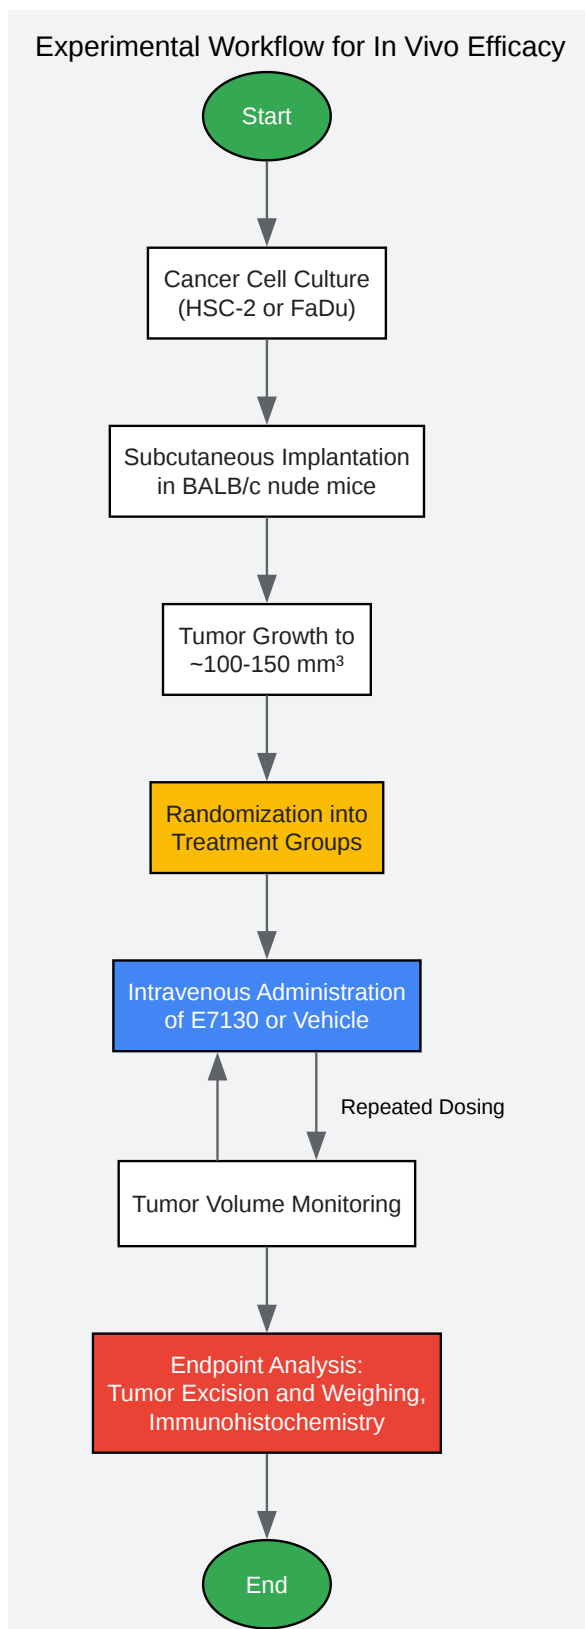 Experimental Workflow for In Vivo Efficacy
Start
Cancer Cell Culture
(HSC-2 or FaDu)
Subcutaneous Implantation
in BALB/c nude mice
Tumor Growth to
~100-150 mm³
Randomization into
Treatment Groups
Intravenous Administration
of E7130 or Vehicle
Repeated Dosing
Tumor Volume Monitoring
Endpoint Analysis:
Tumor Excision and Weighing,
Immunohistochemistry
End